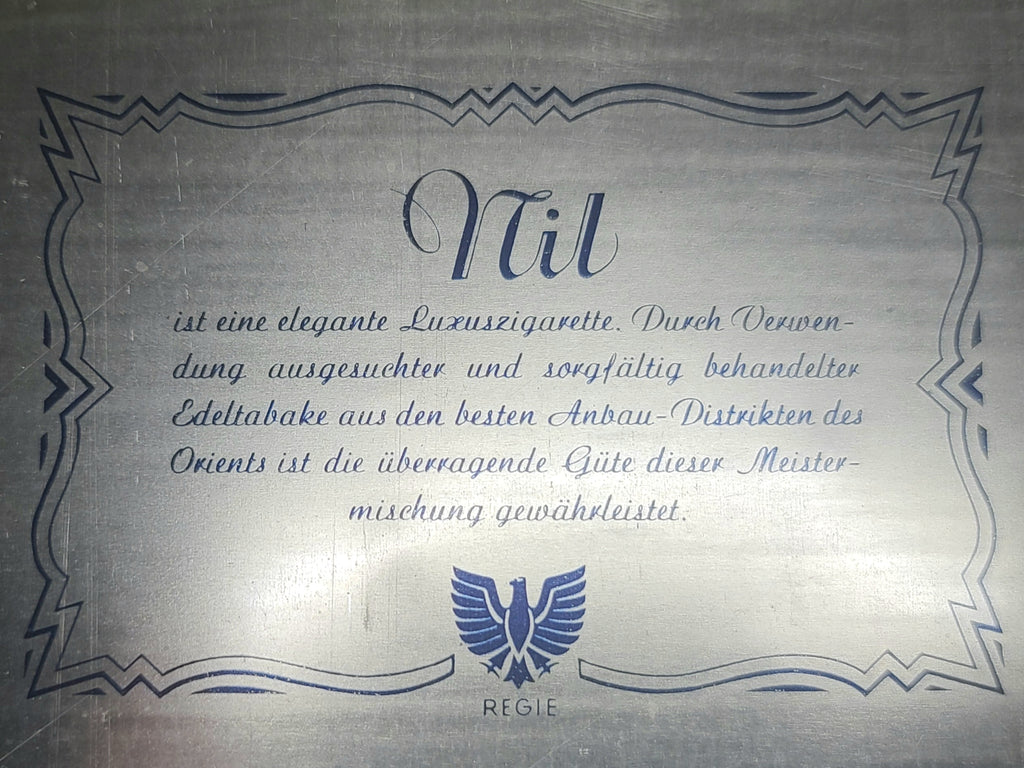 Nil
ist eine elegante Luxuszigarette. Durch Verwen-
dung ausgesuchter und sorgfältig behandelter
Edeltabake aus den besten Anbau-Distrikten des
Orients ist die überragende Güte dieser Meister-
mischung gewährleistet.
REGIE